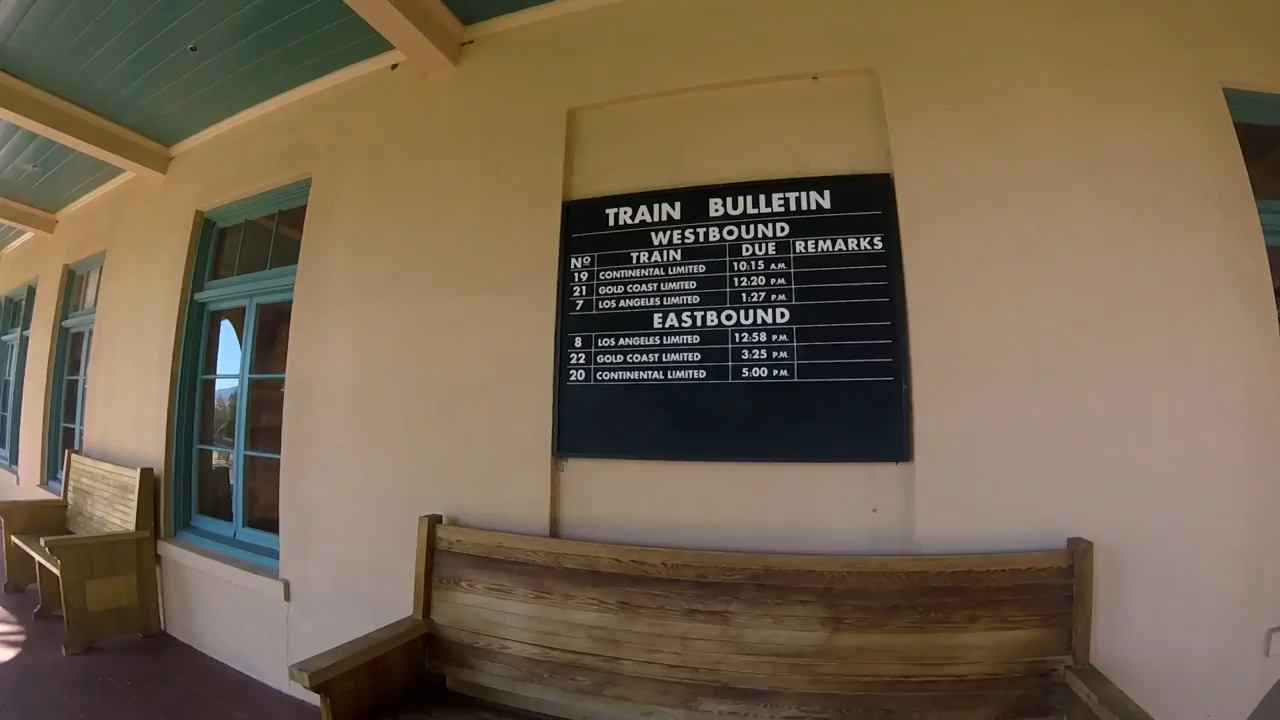 TRAIN BULLETIN
WESTBOUND
Nº TRAIN DUE REMARKS
19 CONTINENTAL LIMITED 10:15 A.M.
21 GOLD COAST LIMITED 12:20 P.M.
7 LOS ANGELES LIMITED 1:27 P.M.
EASTBOUND
8 LOS ANGELES LIMITED 12:58 P.M.
22 GOLD COAST LIMITED 3:25 P.M.
20 CONTINENTAL LIMITED 5:00 P.M.